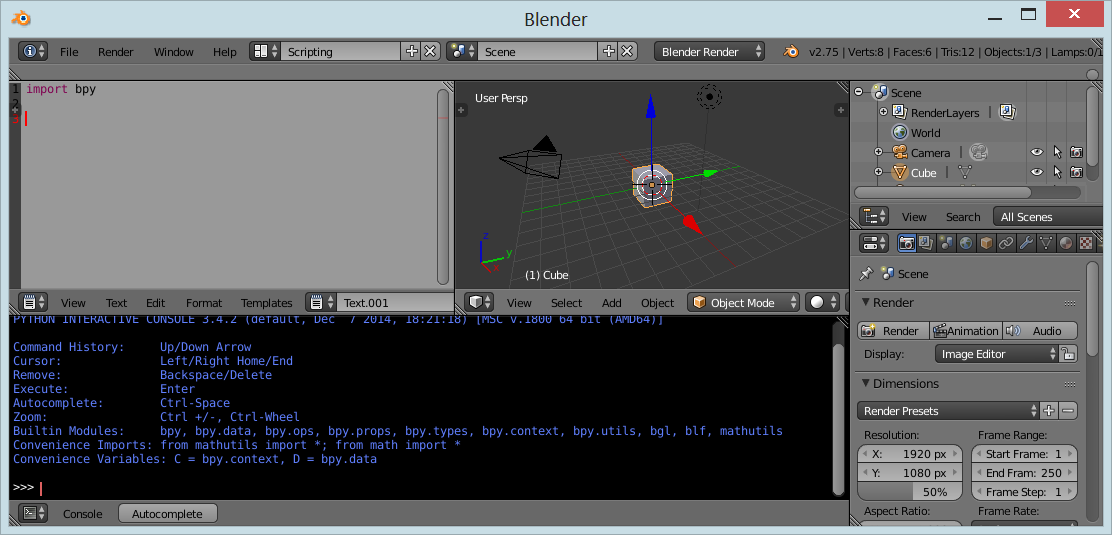 Blender
File Render Window Help Scripting Scene Blender Render v2.75 | Verts:8 | Faces:6 | Tris:12 | Objects:1/3 | Lamps:0/1
1 import bpy
2
User Persp
(1) Cube
z
y
x
View Text Edit Format Templates Text.001
View Select Add Object Object Mode
PYTHON INTERACTIVE CONSOLE 3.4.2 (default, Dec  7 2014, 18:21:18) [MSC v.1800 64 bit (AMD64)]
Command History: Up/Down Arrow
Cursor: Left/Right Home/End
Remove: Backspace/Delete
Execute: Enter
Autocomplete: Ctrl-Space
Zoom: Ctrl +/-, Ctrl-Wheel
Builtin Modules: bpy, bpy.data, bpy.ops, bpy.props, bpy.types, bpy.context, bpy.utils, bgl, blf, mathutils
Convenience Imports: from mathutils import *; from math import *
Convenience Variables: C = bpy.context, D = bpy.data
>>>
Console Autocomplete
Scene
RenderLayers |
World
Camera |
Cube |
View Search All Scenes
Scene
Render
Render Animation Audio
Display: Image Editor
Dimensions
Render Presets
Resolution: Frame Range:
X: 1920 px Start Frame: 1
Y: 1080 px End Fram: 250
50% Frame Step: 1
Aspect Ratio: Frame Rate: